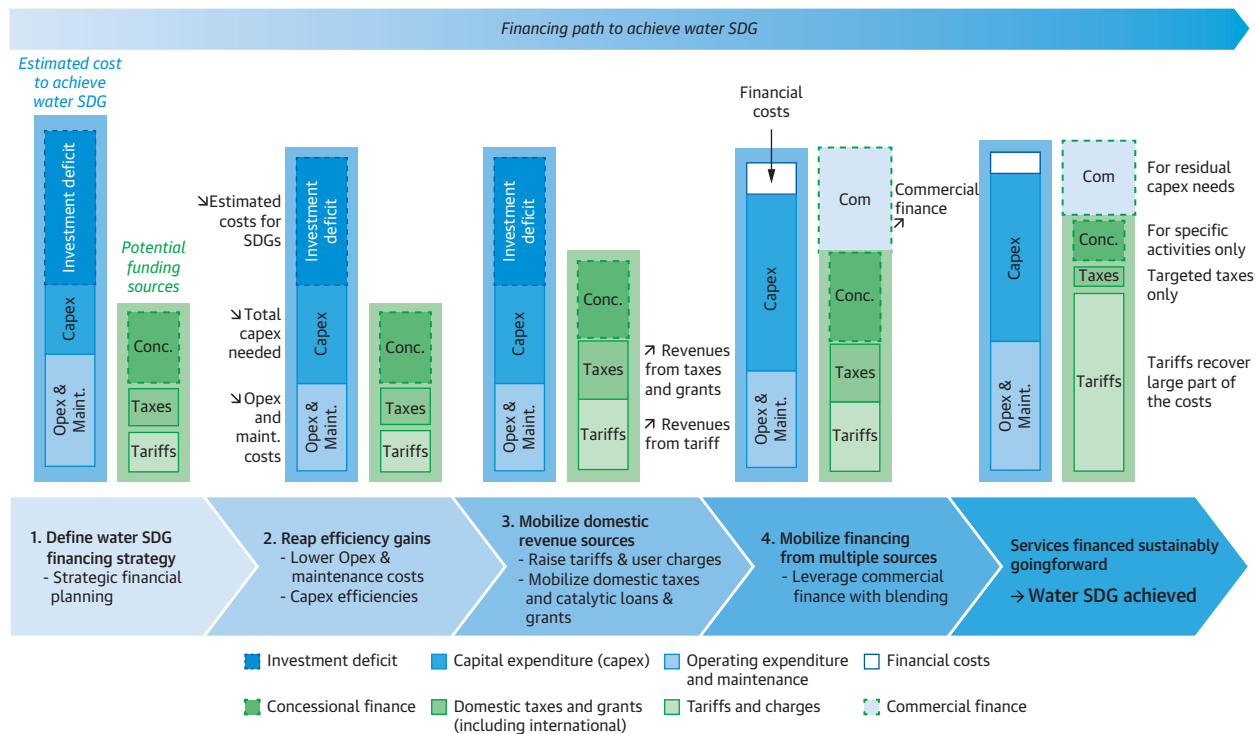 Financing path to achieve water SDG
Estimated cost
to achieve
water SDG
Investment deficit
Capex
Opex &
Maint.
Potential
funding
sources
Conc.
Taxes
Tariffs
↘Estimated
costs for
SDGs
↘Total
capex
needed
↘ Opex
and
maint.
costs
Investment
deficit
Capex
Opex &
Maint.
Conc.
Taxes
Tariffs
Investment
deficit
Capex
Opex &
Maint.
Conc.
Taxes
Tariffs
↗ Revenues
from taxes
and grants
↗ Revenues
from tariff
Financial
costs
Capex
Opex &
Maint.
Com
Conc.
Taxes
Tariffs
Commercial
finance
↗
Capex
Opex &
Maint.
Com
Conc.
Taxes
Tariffs
For residual
capex needs
For specific
activities only
Targeted taxes
only
Tariffs recover
large part of
the costs
1. Define water SDG
financing strategy
- Strategic financial
planning
2. Reap efficiency gains
- Lower Opex &
maintenance costs
- Capex efficiencies
3. Mobilize domestic
revenue sources
- Raise tariffs & user charges
- Mobilize domestic taxes
and catalytic loans &
grants
4. Mobilize financing
from multiple sources
- Leverage commercial
finance with blending
Services financed sustainably
goingforward
→ Water SDG achieved
Investment deficit
Capital expenditure (capex)
Operating expenditure
and maintenance
Financial costs
Concessional finance
Domestic taxes and grants
(including international)
Tariffs and charges
Commercial finance